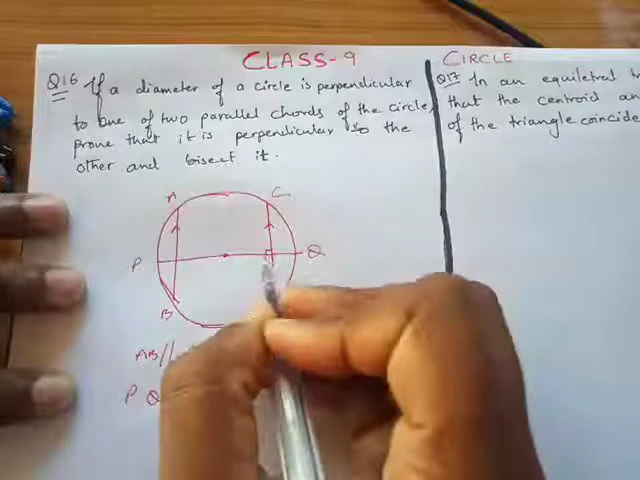 CLASS-9
CIRCLE
Q16 If a diameter of a circle is perpendicular
to one of two parallel chords of the circle,
prove that it is perpendicular to the
other and bisect it.
Q17 In an equiletral
that the centroid an
of the triangle coincide
A
C
P
Q
B
AB//
P Q